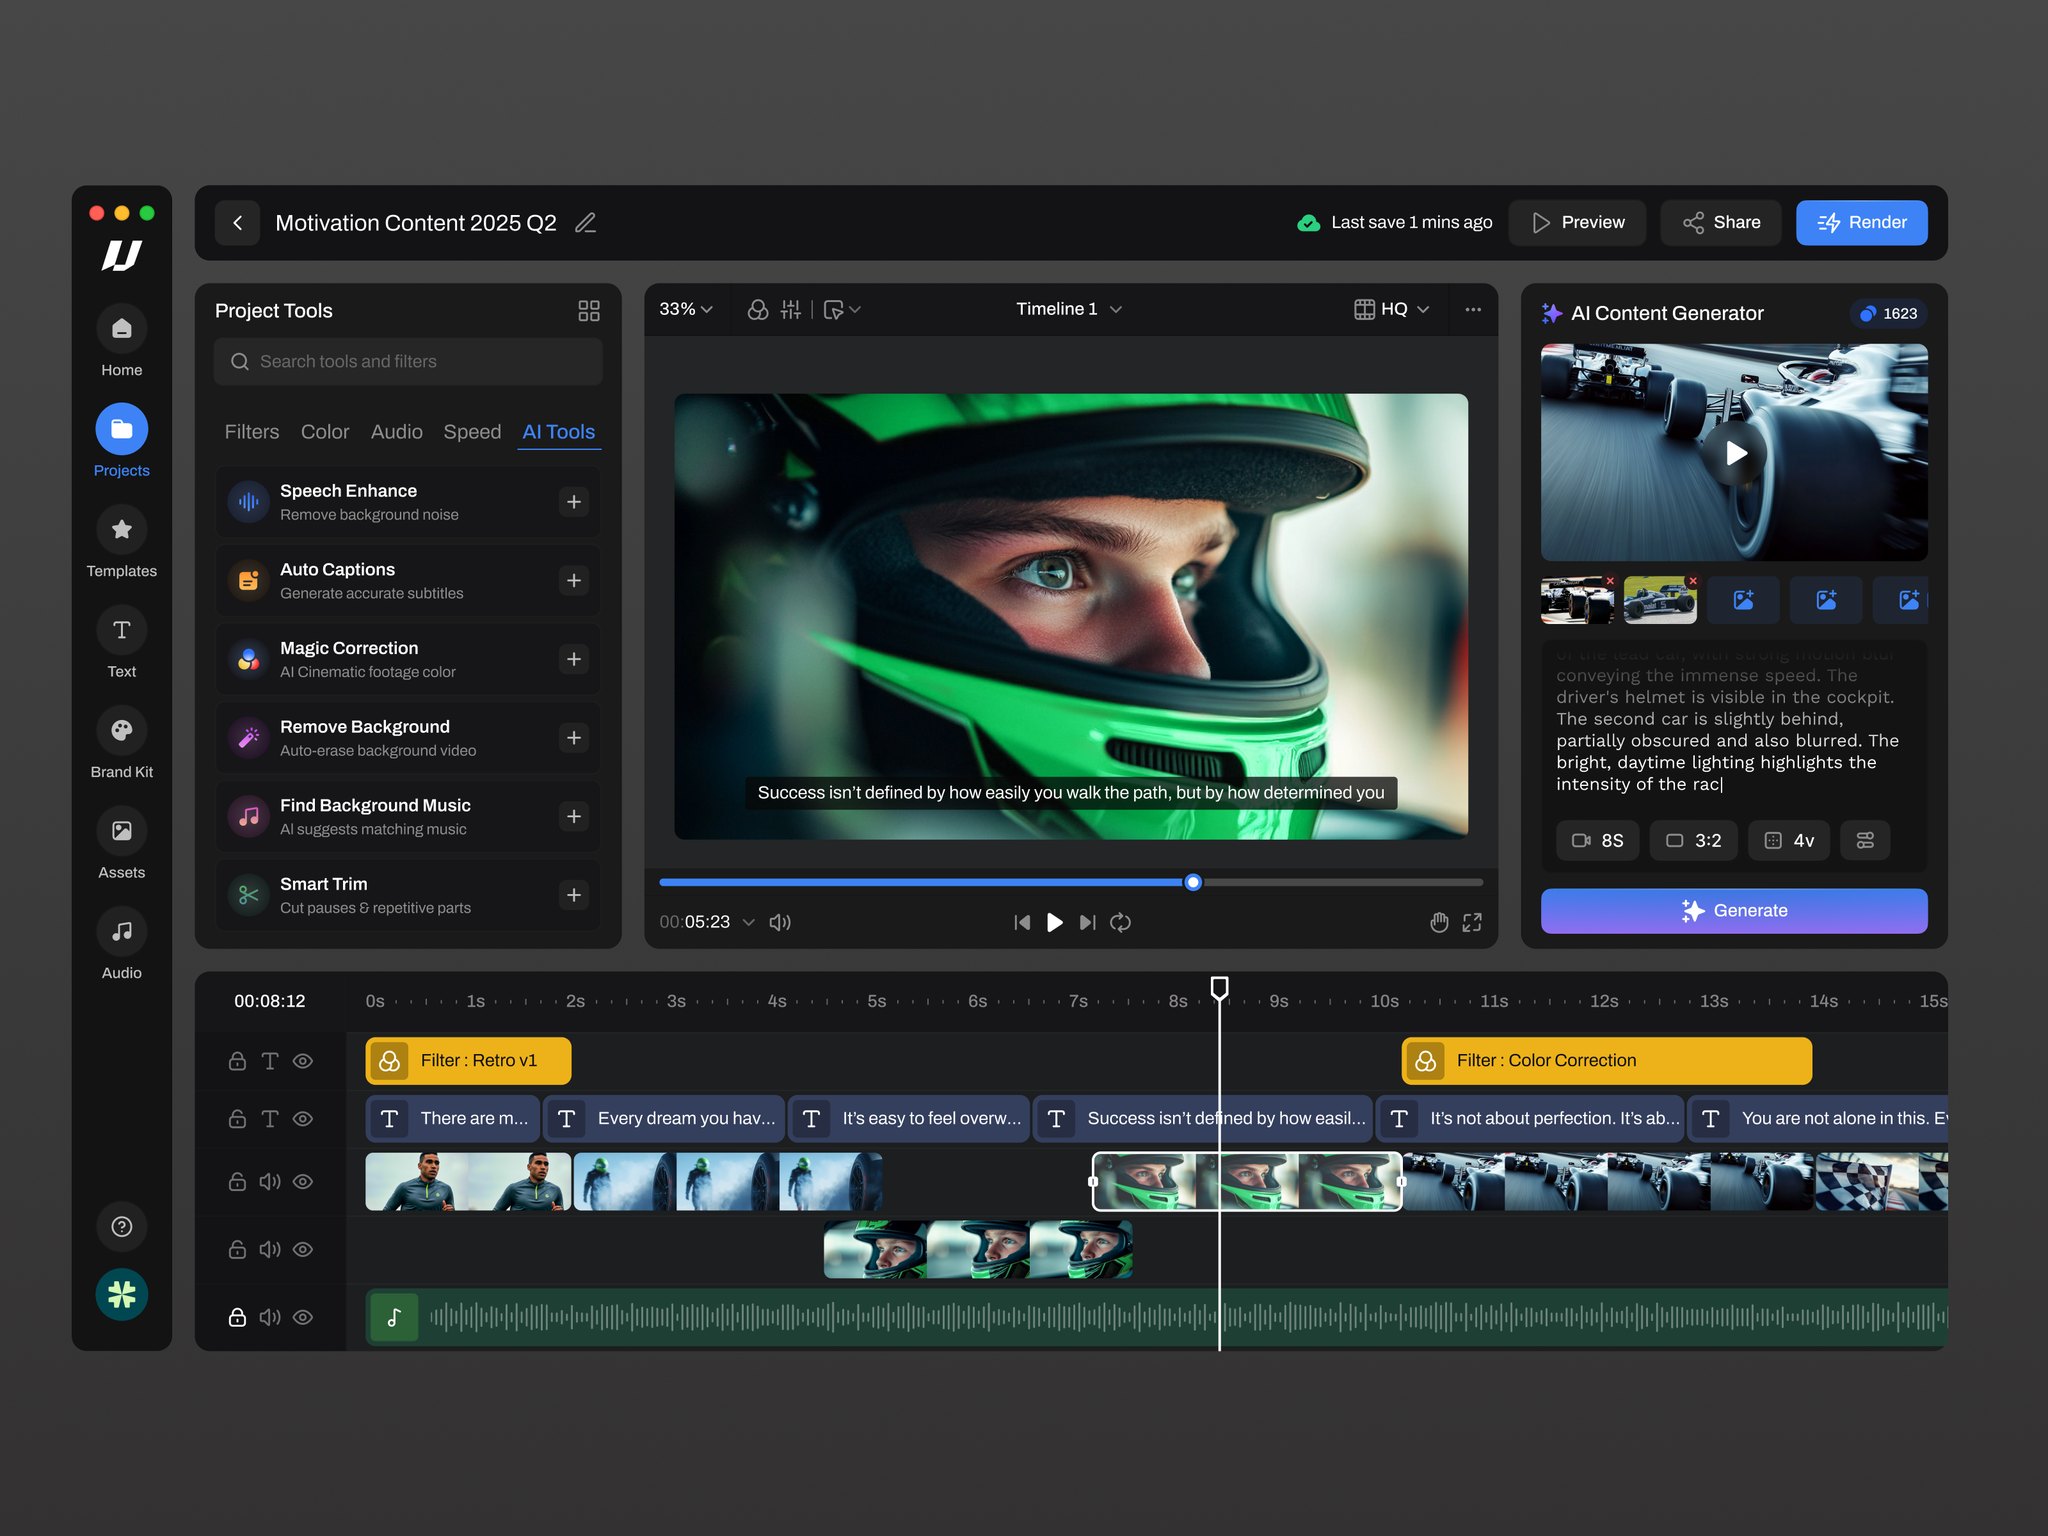 Home
Projects
Templates
Text
Brand Kit
Assets
Audio
Motivation Content 2025 Q2
Last save 1 mins ago
Preview
Share
Render
Project Tools
Search tools and filters
Filters
Color
Audio
Speed
AI Tools
Speech Enhance
Remove background noise
Auto Captions
Generate accurate subtitles
Magic Correction
AI Cinematic footage color
Remove Background
Auto-erase background video
Find Background Music
AI suggests matching music
Smart Trim
Cut pauses & repetitive parts
33%
Timeline 1
HQ
Success isn’t defined by how easily you walk the path, but by how determined you
00:05:23
AI Content Generator
1623
of the lead car, with strong motion blur
conveying the immense speed. The
driver's helmet is visible in the cockpit.
The second car is slightly behind,
partially obscured and also blurred. The
bright, daytime lighting highlights the
intensity of the rac
8S
3:2
4v
Generate
00:08:12
0s 1s 2s 3s 4s 5s 6s 7s 8s 9s 10s 11s 12s 13s 14s 15s
Filter : Retro v1
Filter : Color Correction
There are m...
Every dream you hav...
It’s easy to feel overw...
Success isn’t defined by how easil...
It’s not about perfection. It’s ab...
You are not alone in this. Ev